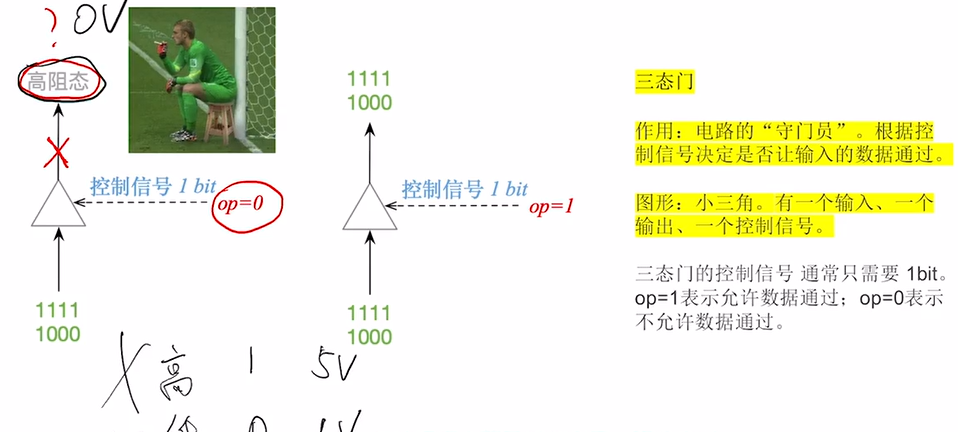 ? 0V
高阻态
控制信号 1 bit
op=0
1111
1000
1111
1000
控制信号 1 bit
op=1
1111
1000
三态门
作用：电路的“守门员”。根据控
制信号决定是否让输入的数据通过。
图形：小三角。有一个输入、一个
输出、一个控制信号。
三态门的控制信号 通常只需要 1bit。
op=1表示允许数据通过；op=0表示
不允许数据通过。
高 1 5V